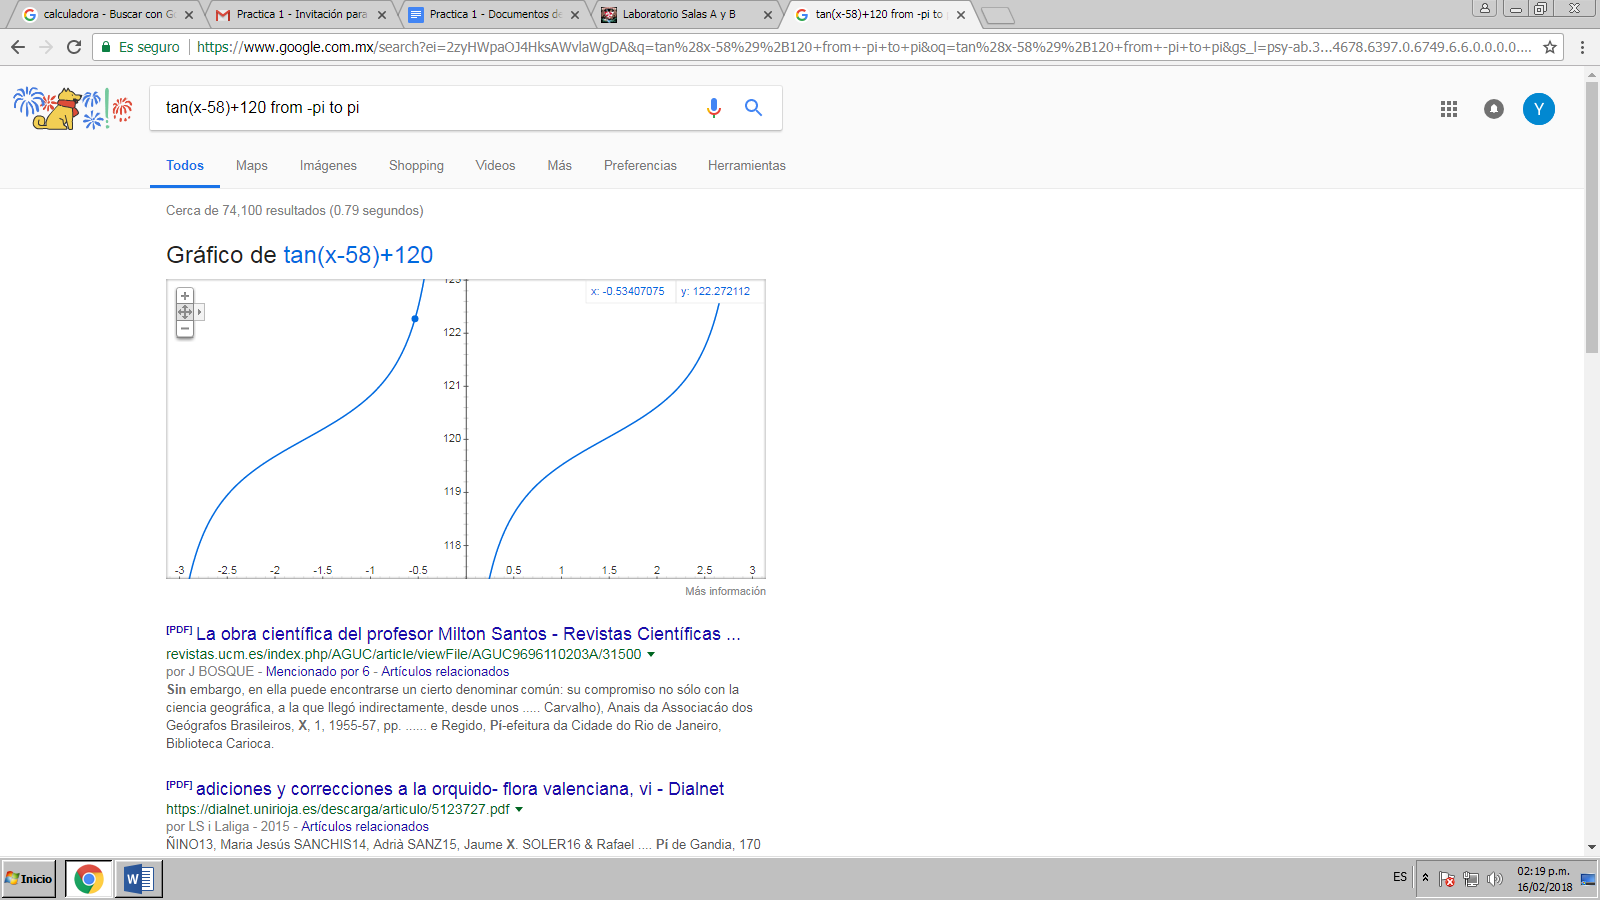 calculadora - Buscar con G
Practica 1 - Invitación para
Practica 1 - Documentos de
Laboratorio Salas A y B
tan(x-58)+120 from -pi to
Es seguro
https://www.google.com.mx/search?ei=2zyHWpaOJ4HksAWvlaWgDA&q=tan%28x-58%29%2B120+from+-pi+to+pi&oq=tan%28x-58%29%2B120+from+-pi+to+pi&gs_l=psy-ab.3...4678.6397.0.6749.6.6.0.0.0.0....
tan(x-58)+120 from -pi to pi
Y
Todos Maps Imágenes Shopping Videos Más Preferencias Herramientas
Cerca de 74,100 resultados (0.79 segundos)
Gráfico de tan(x-58)+120
123
x: -0.53407075 y: 122.272112
122
121
120
119
118
-3 -2.5 -2 -1.5 -1 -0.5 0.5 1 1.5 2 2.5 3
Más información
[PDF] La obra científica del profesor Milton Santos - Revistas Científicas ...
revistas.ucm.es/index.php/AGUC/article/viewFile/AGUC9696110203A/31500
por J BOSQUE - Mencionado por 6 - Artículos relacionados
Sin embargo, en ella puede encontrarse un cierto denominar común: su compromiso no sólo con la
ciencia geográfica, a la que llegó indirectamente, desde unos ..... Carvalho), Anais da Associacáo dos
Geógrafos Brasileiros, X, 1, 1955-57, pp. ...... e Regido, Pi-efeitura da Cidade do Rio de Janeiro,
Biblioteca Carioca.
[PDF] adiciones y correcciones a la orquido- flora valenciana, vi - Dialnet
https://dialnet.unirioja.es/descarga/articulo/5123727.pdf
por LS i Laliga - 2015 - Artículos relacionados
ÑINO13, Maria Jesús SANCHIS14, Adrià SANZ15, Jaume X. SOLER16 & Rafael .... Pí de Gandia, 170
Inicio
ES
02:19 p.m.
16/02/2018